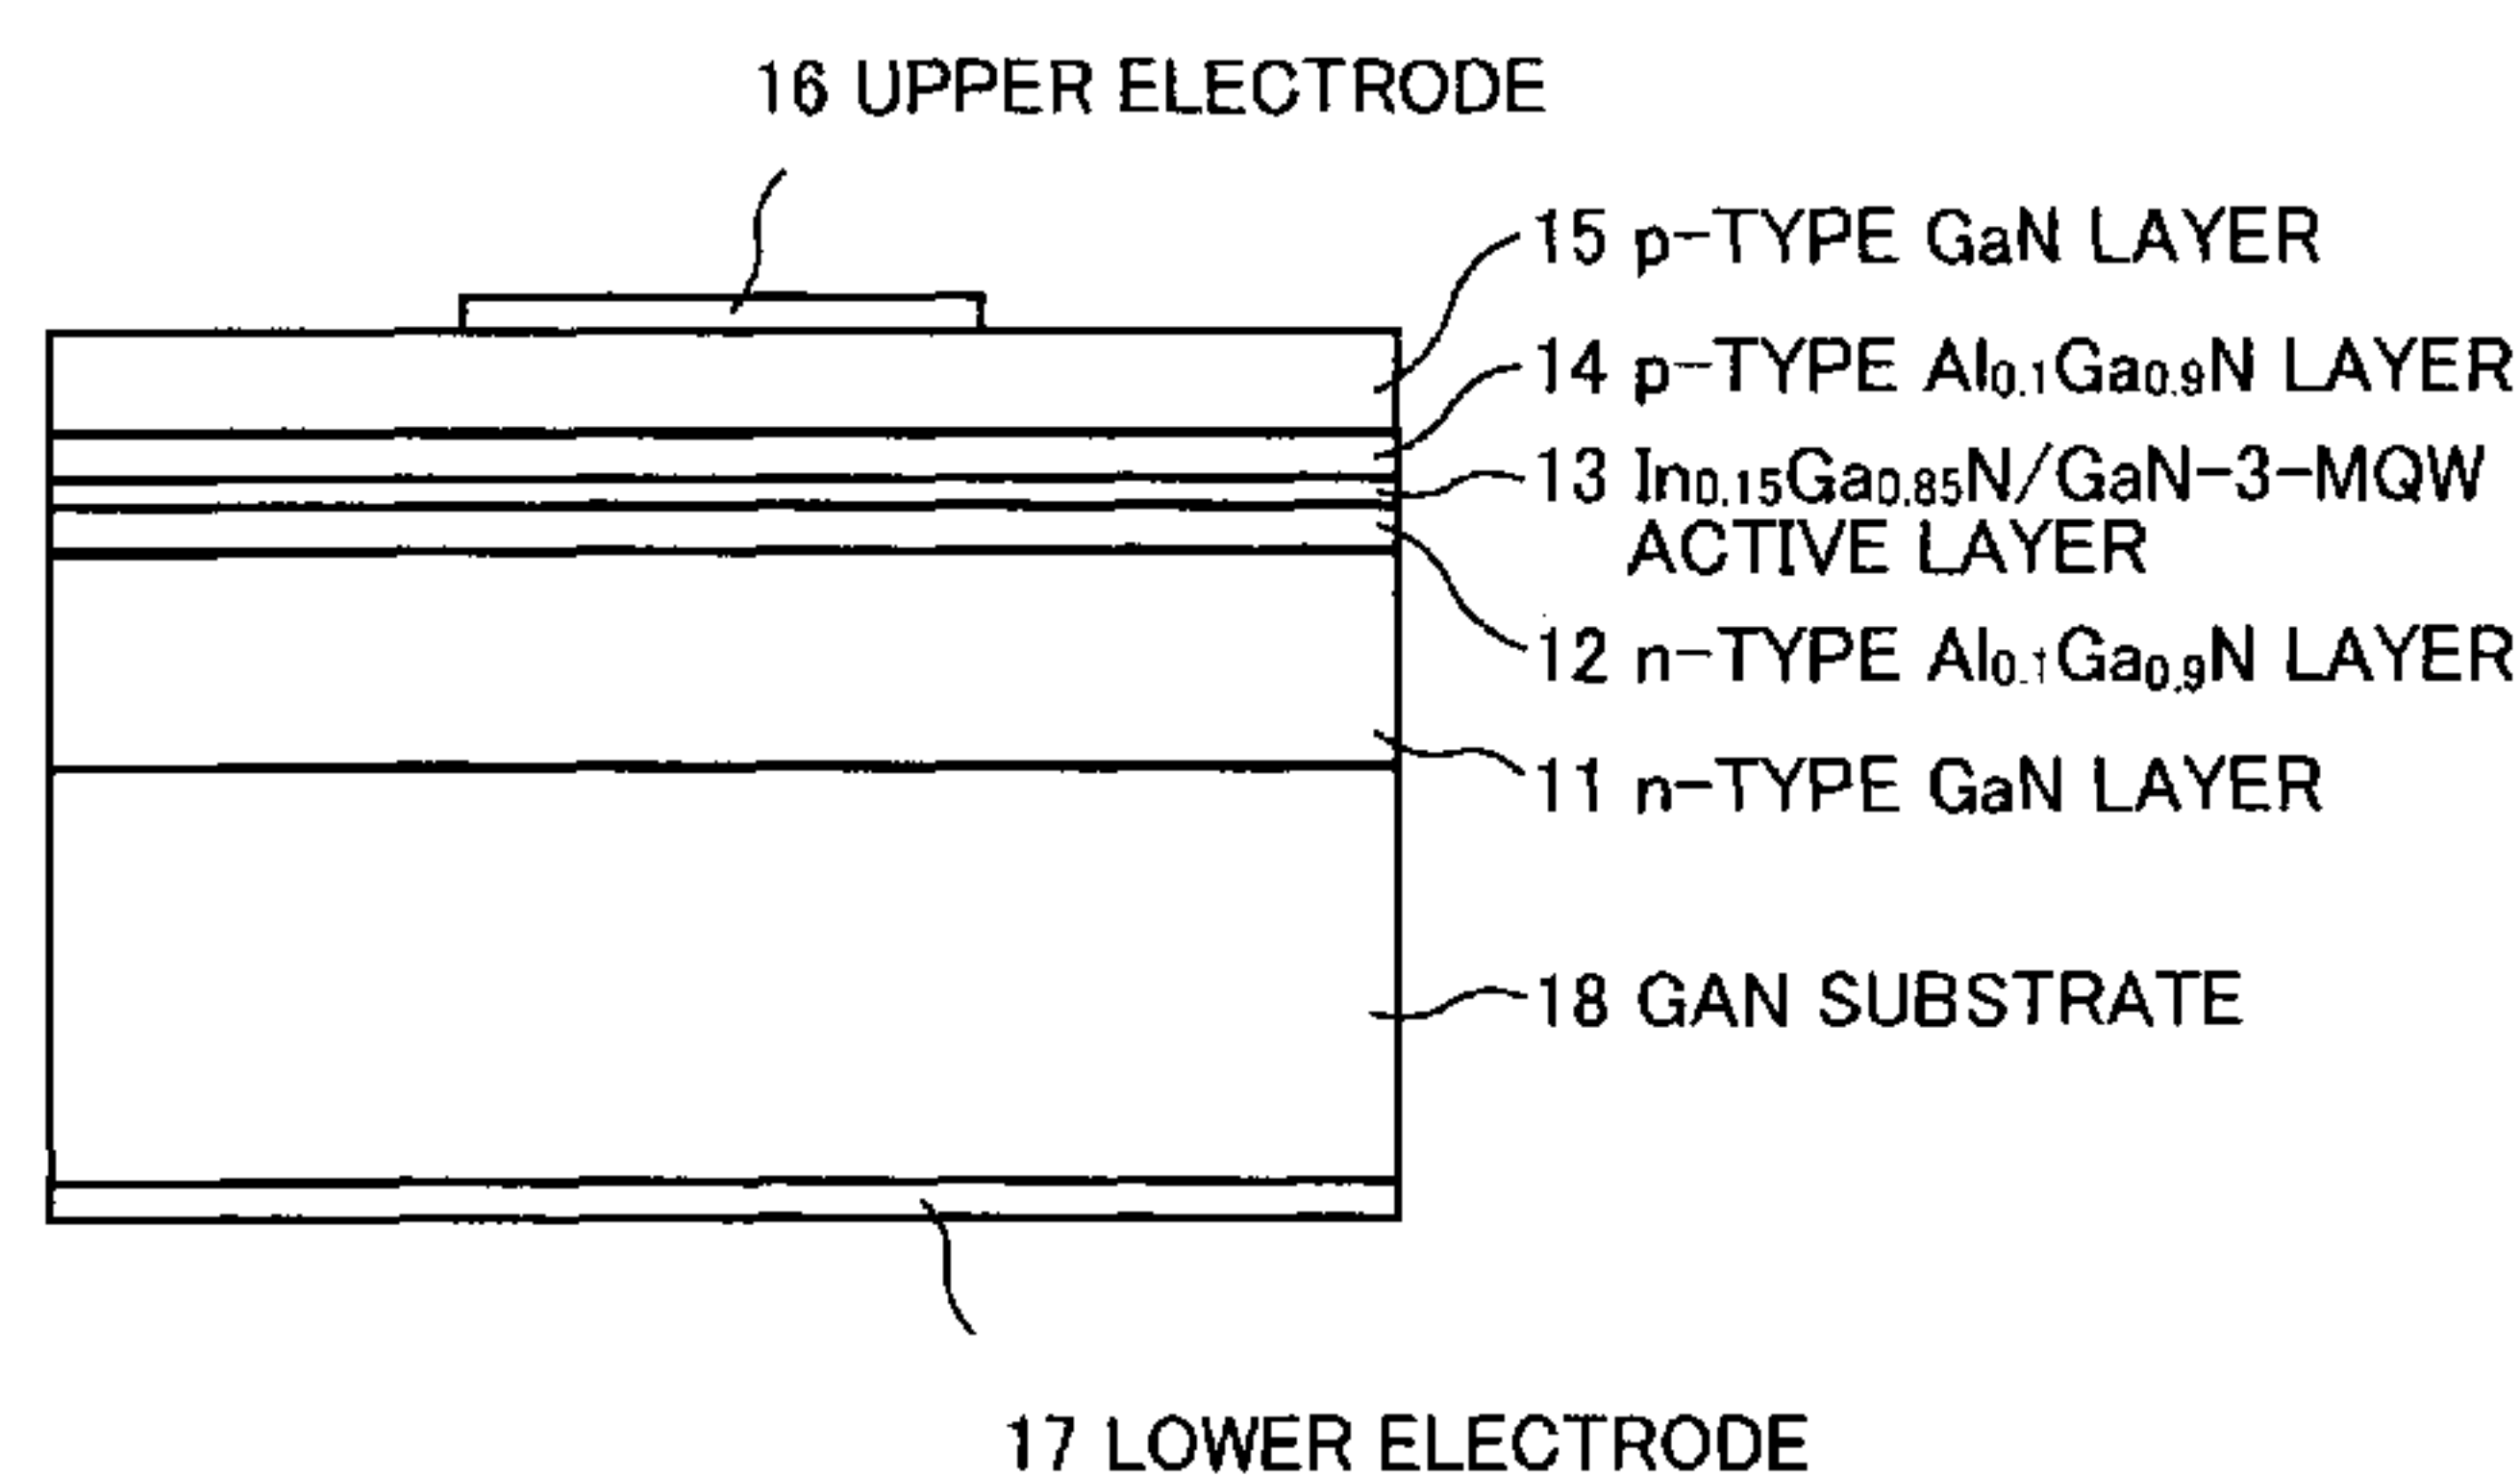 16 UPPER ELECTRODE
15 p-TYPE GaN LAYER
14 p-TYPE Al0.1Ga0.9N LAYER
13 In0.15Ga0.85N/GaN-3-MQW
ACTIVE LAYER
12 n-TYPE Al0.1Ga0.9N LAYER
11 n-TYPE GaN LAYER
18 GAN SUBSTRATE
17 LOWER ELECTRODE